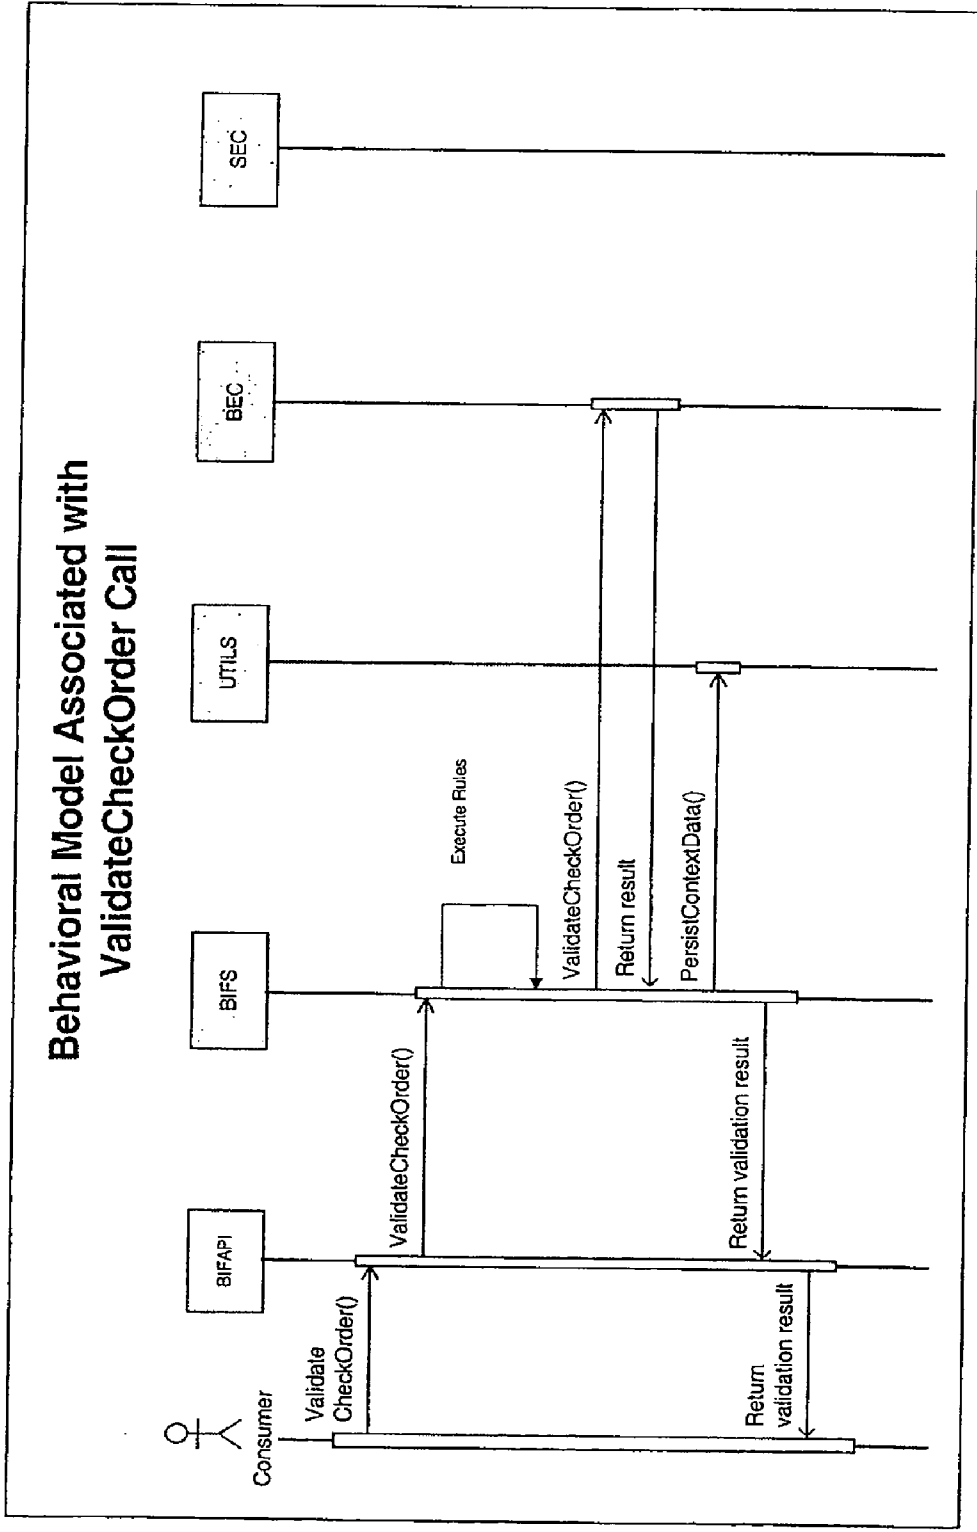 Behavioral Model Associated with
ValidateCheckOrder Call
Consumer
BIFAPI
BIFS
UTILS
BEC
SEC
Validate
CheckOrder()
ValidateCheckOrder()
Execute Rules
ValidateCheckOrder()
Return result
PersistContextData()
Return validation result
Return
validation result